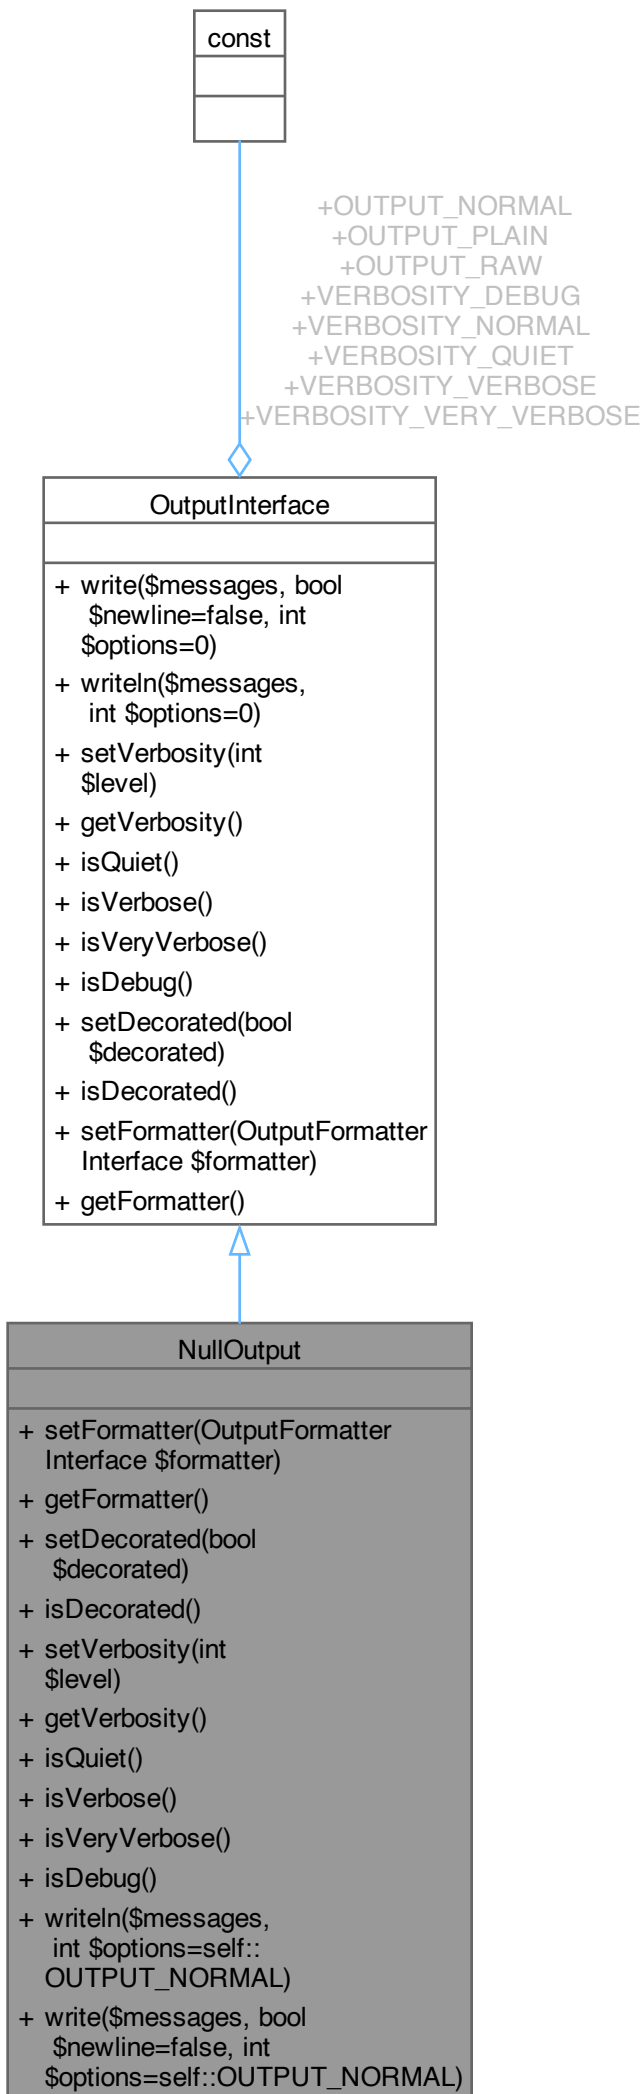 const
+OUTPUT_NORMAL
+OUTPUT_PLAIN
+OUTPUT_RAW
+VERBOSITY_DEBUG
+VERBOSITY_NORMAL
+VERBOSITY_QUIET
+VERBOSITY_VERBOSE
+VERBOSITY_VERY_VERBOSE
OutputInterface
+ write($messages, bool
$newline=false, int
$options=0)
+ writeln($messages,
int $options=0)
+ setVerbosity(int
$level)
+ getVerbosity()
+ isQuiet()
+ isVerbose()
+ isVeryVerbose()
+ isDebug()
+ setDecorated(bool
$decorated)
+ isDecorated()
+ setFormatter(OutputFormatter
Interface $formatter)
+ getFormatter()
NullOutput
+ setFormatter(OutputFormatter
Interface $formatter)
+ getFormatter()
+ setDecorated(bool
$decorated)
+ isDecorated()
+ setVerbosity(int
$level)
+ getVerbosity()
+ isQuiet()
+ isVerbose()
+ isVeryVerbose()
+ isDebug()
+ writeln($messages,
int $options=self::
OUTPUT_NORMAL)
+ write($messages, bool
$newline=false, int
$options=self::OUTPUT_NORMAL)